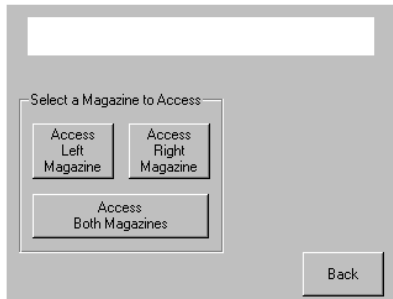 Select a Magazine to Access
Access
Left
Magazine
Access
Right
Magazine
Access
Both Magazines
Back